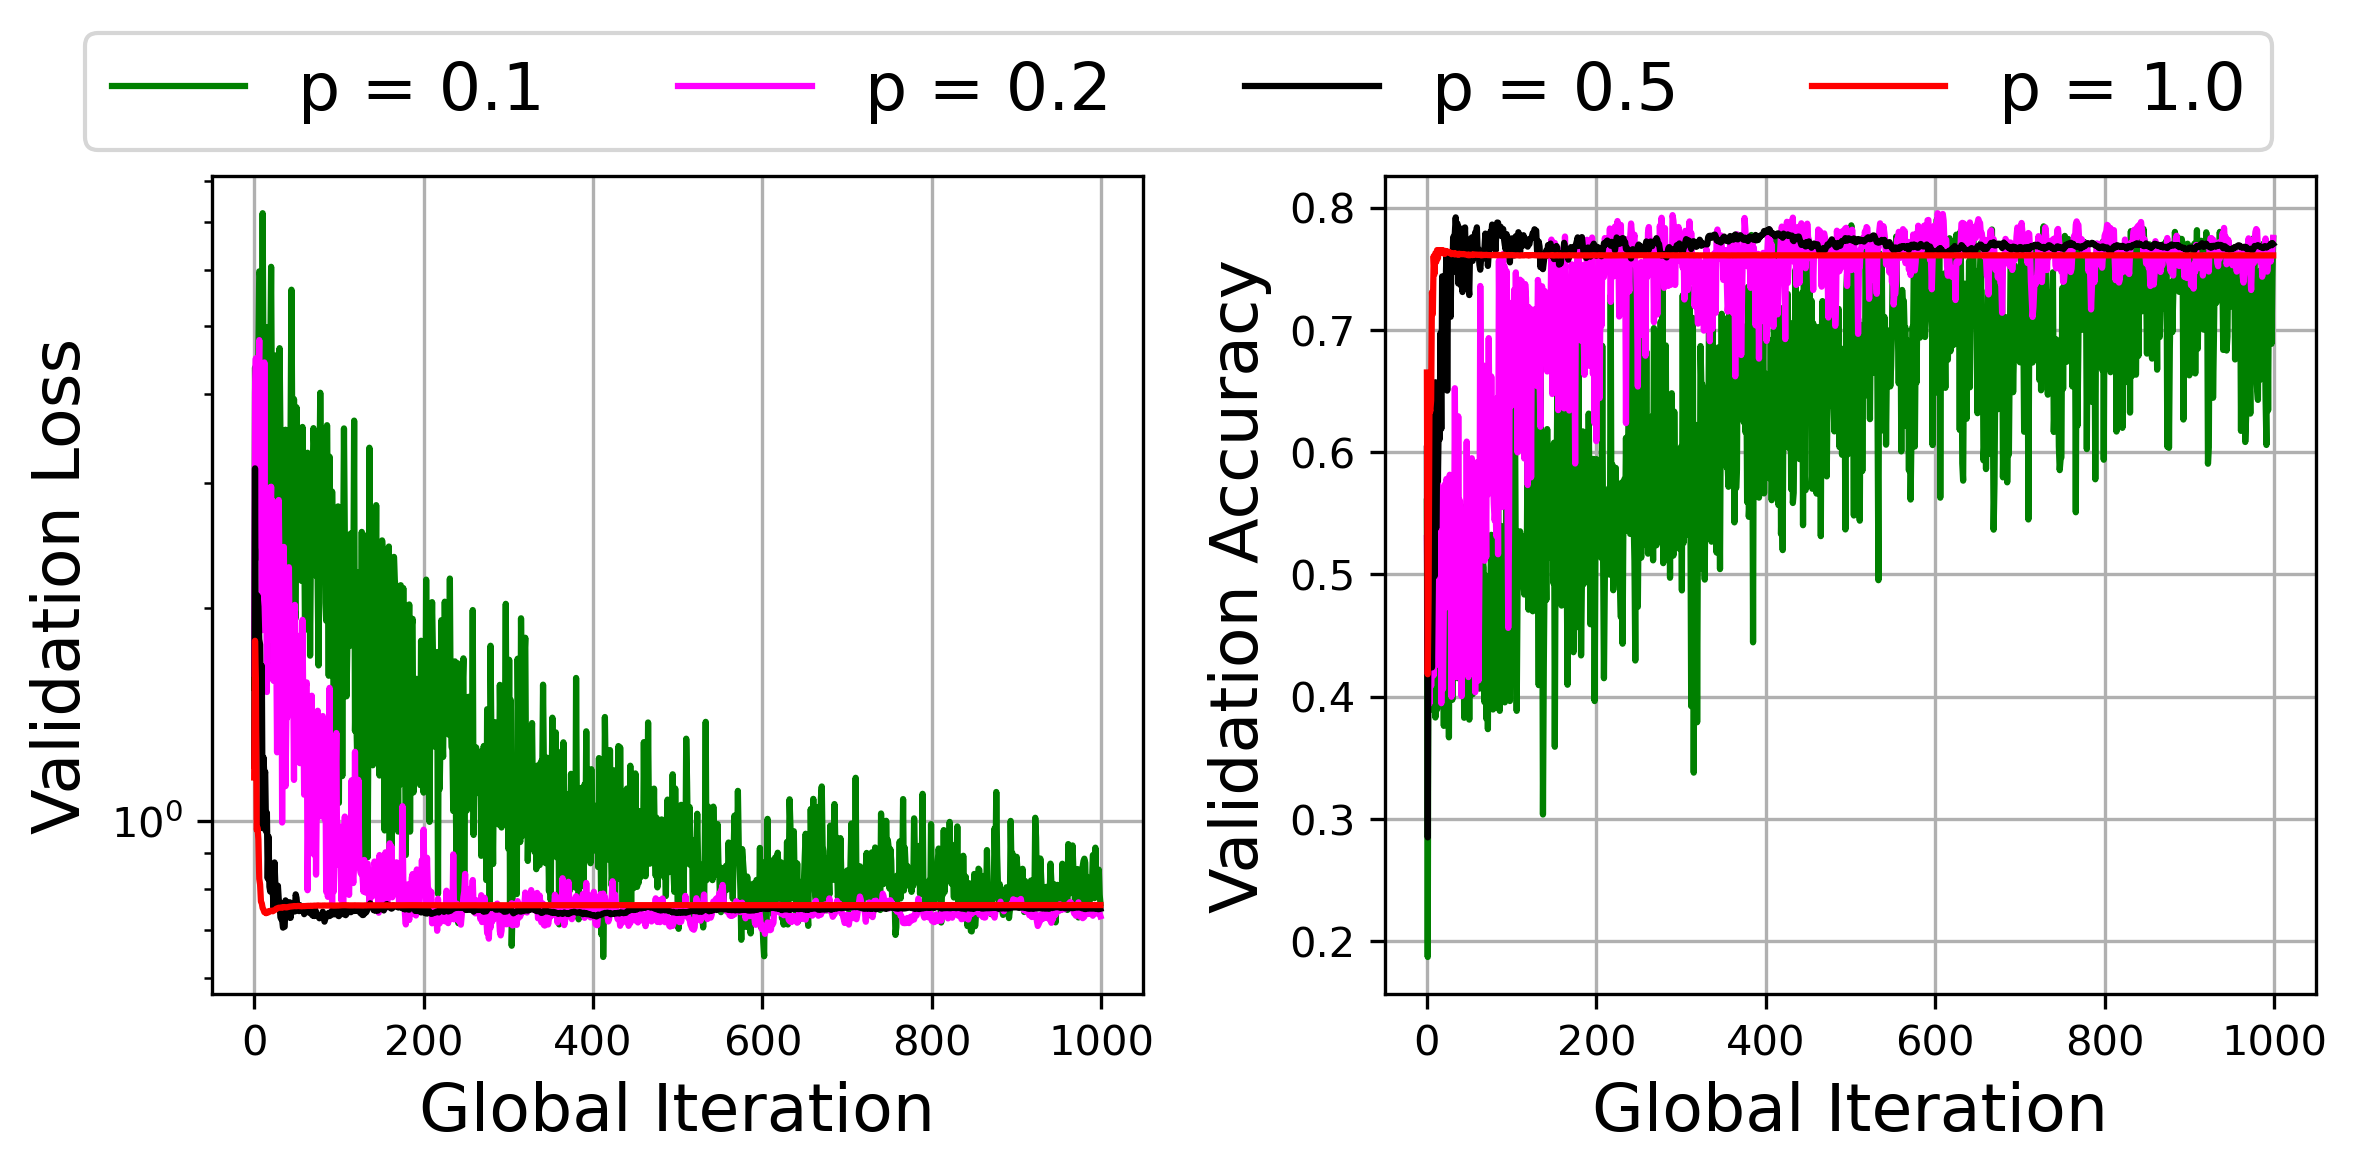 p = 0.1 p = 0.2 p = 0.5 p = 1.0
Validation Loss
10⁰
0 200 400 600 800 1000
Global Iteration
Validation Accuracy
0.8
0.7
0.6
0.5
0.4
0.3
0.2
0 200 400 600 800 1000
Global Iteration